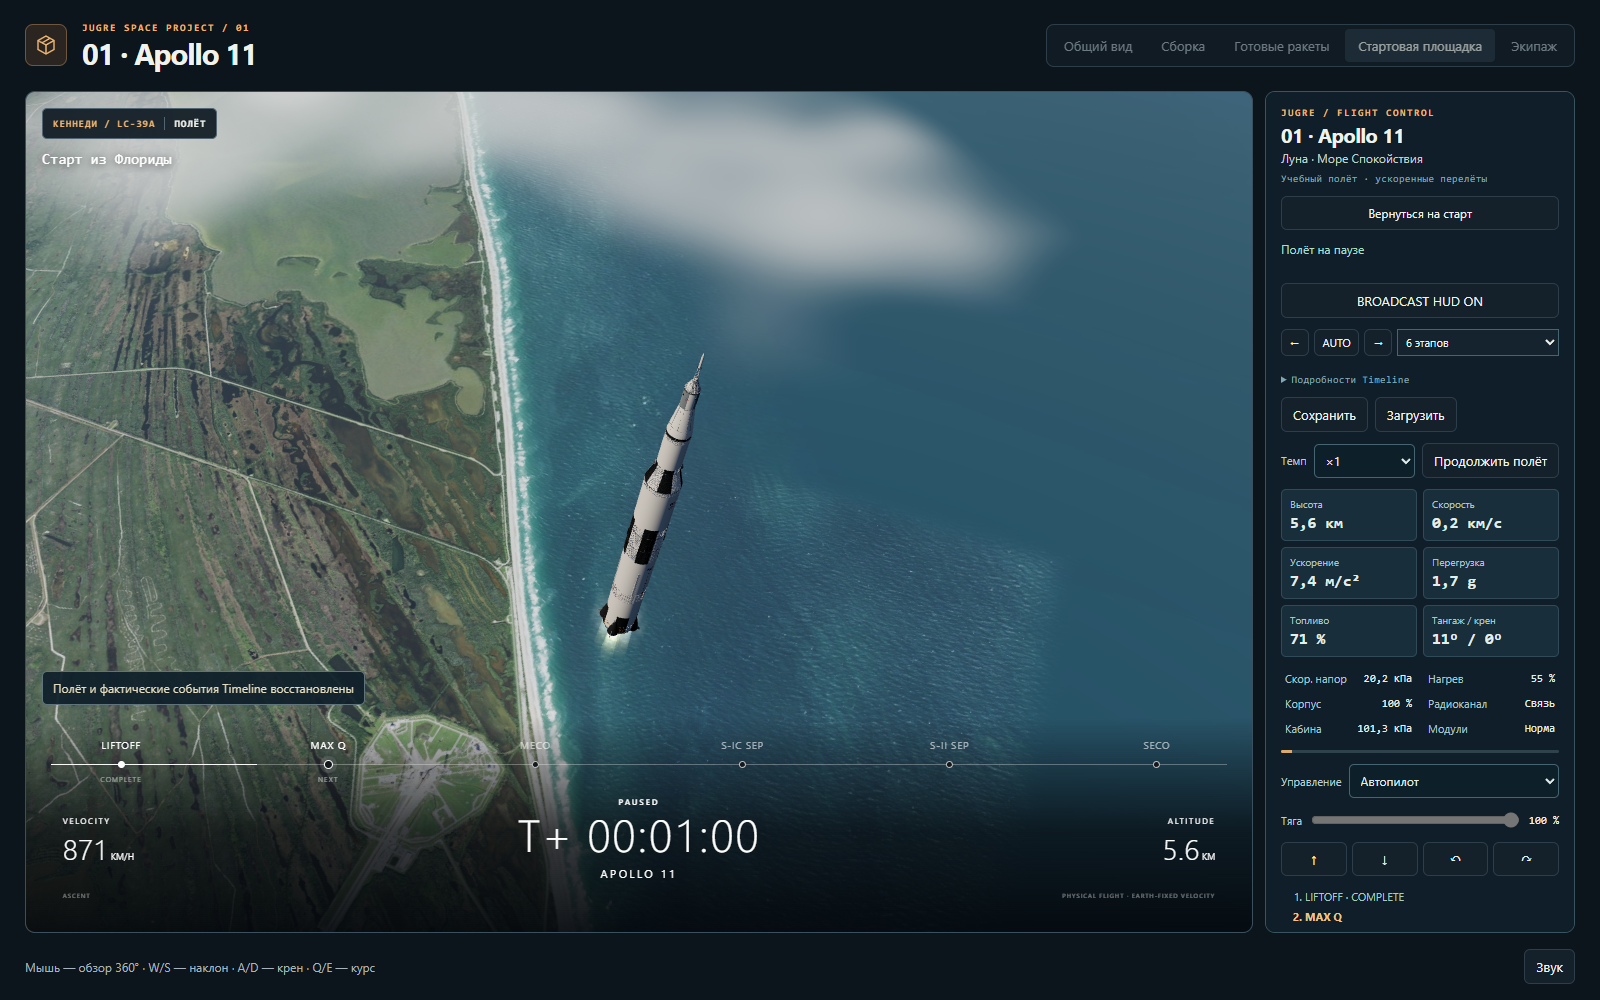 JUGRE SPACE PROJECT / 01
01 · Apollo 11
Общий вид
Сборка
Готовые ракеты
Стартовая площадка
Экипаж
КЕННЕДИ / LC-39A | ПОЛЁТ
Старт из Флориды
Полёт и фактические события Timeline восстановлены
LIFTOFF
COMPLETE
MAX Q
NEXT
MECO
S-IC SEP
S-II SEP
SECO
VELOCITY
871 КМ/Н
ASCENT
PAUSED
T+ 00:01:00
APOLLO 11
ALTITUDE
5.6 КМ
PHYSICAL FLIGHT · EARTH-FIXED VELOCITY
JUGRE / FLIGHT CONTROL
01 · Apollo 11
Луна · Море Спокойствия
Учебный полёт · ускоренные перелёты
Вернуться на старт
Полёт на паузе
BROADCAST HUD ON
← AUTO → 6 этапов
▶ Подробности Timeline
Сохранить Загрузить
Темп ×1 Продолжить полёт
Высота
5,6 км
Скорость
0,2 км/с
Ускорение
7,4 м/с²
Перегрузка
1,7 g
Топливо
71 %
Тангаж / крен
11° / 0°
Скор. напор 20,2 кПа Нагрев 55 %
Корпус 100 % Радиоканал Связь
Кабина 101,3 кПа Модули Норма
Управление Автопилот
Тяга 100 %
↑ ↓ ↶ ↷
1. LIFTOFF · COMPLETE
2. MAX Q
Мышь — обзор 360° · W/S — наклон · A/D — крен · Q/E — курс
Звук